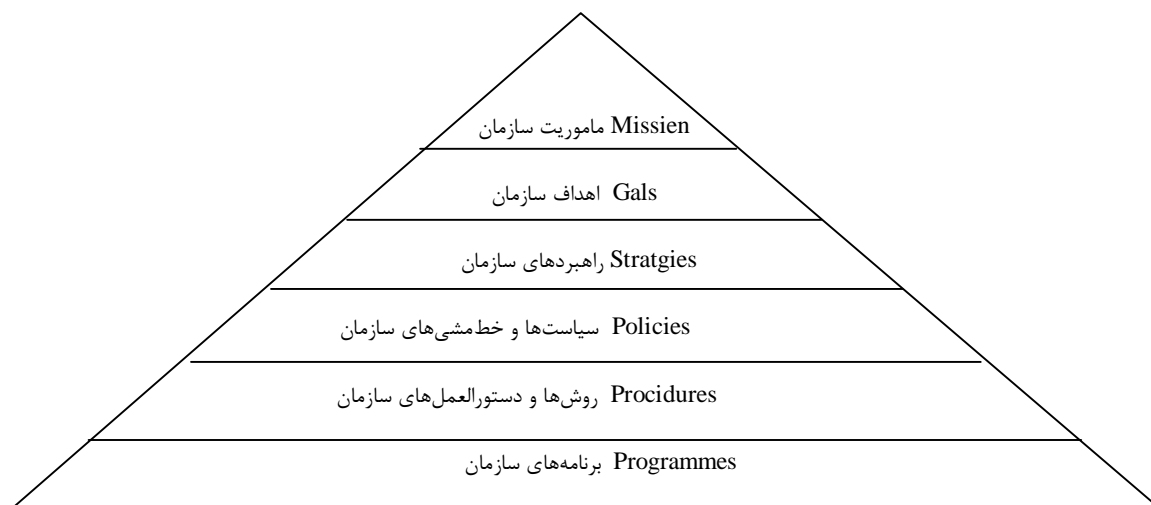 ماموریت سازمان Missien
اهداف سازمان Gals
راهبردهای سازمان Stratgies
سیاست‌ها و خط‌مشی‌های سازمان Policies
روش‌ها و دستورالعمل‌های سازمان Procidures
برنامه‌های سازمان Programmes